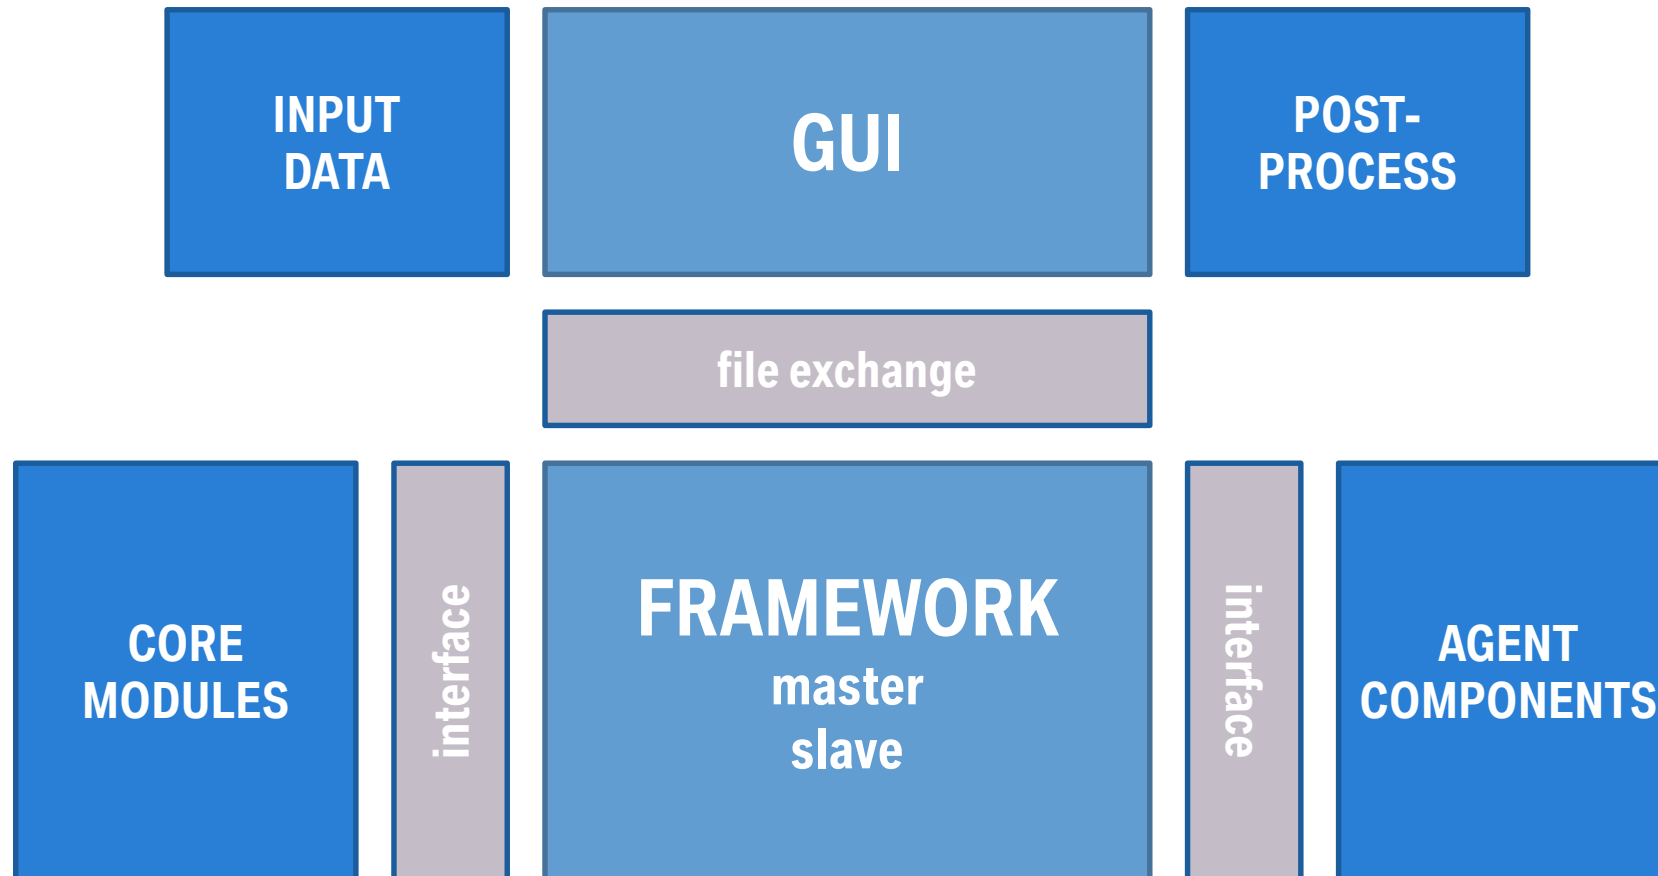 INPUT
DATA
GUI
POST-
PROCESS
file exchange
CORE
MODULES
interface
FRAMEWORK
master
slave
interface
AGENT
COMPONENTS